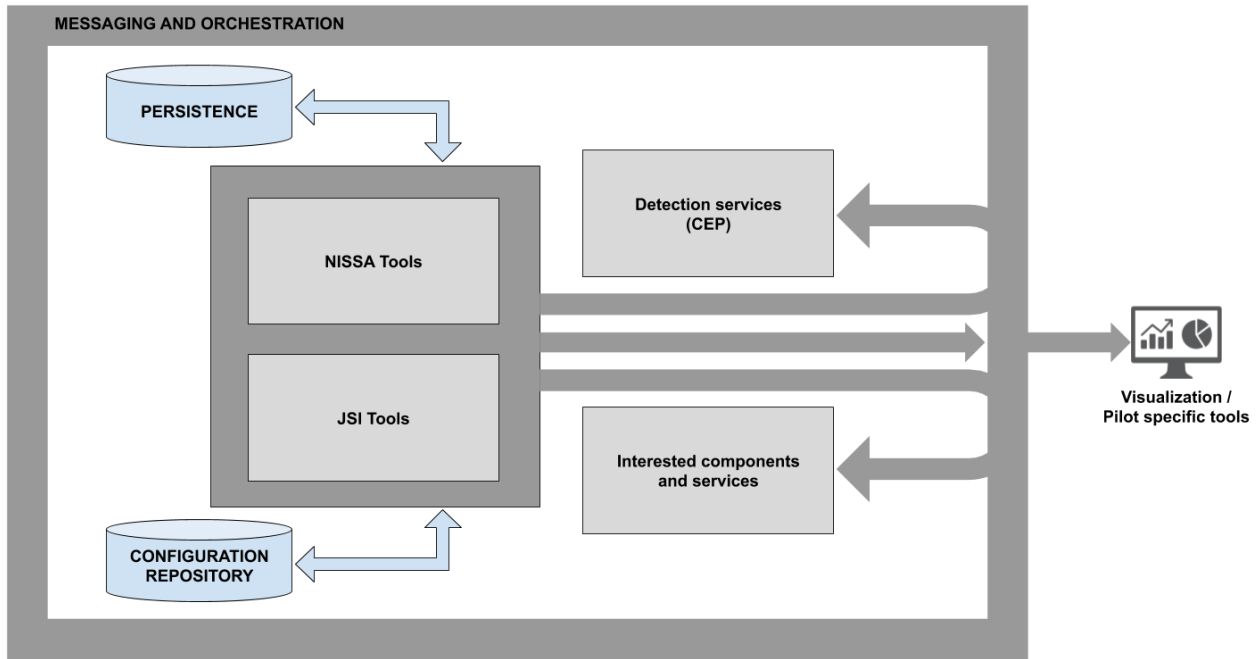 MESSAGING AND ORCHESTRATION
PERSISTENCE
NISSA Tools
JSI Tools
CONFIGURATION
REPOSITORY
Detection services
(CEP)
Interested components
and services
Visualization /
Pilot specific tools